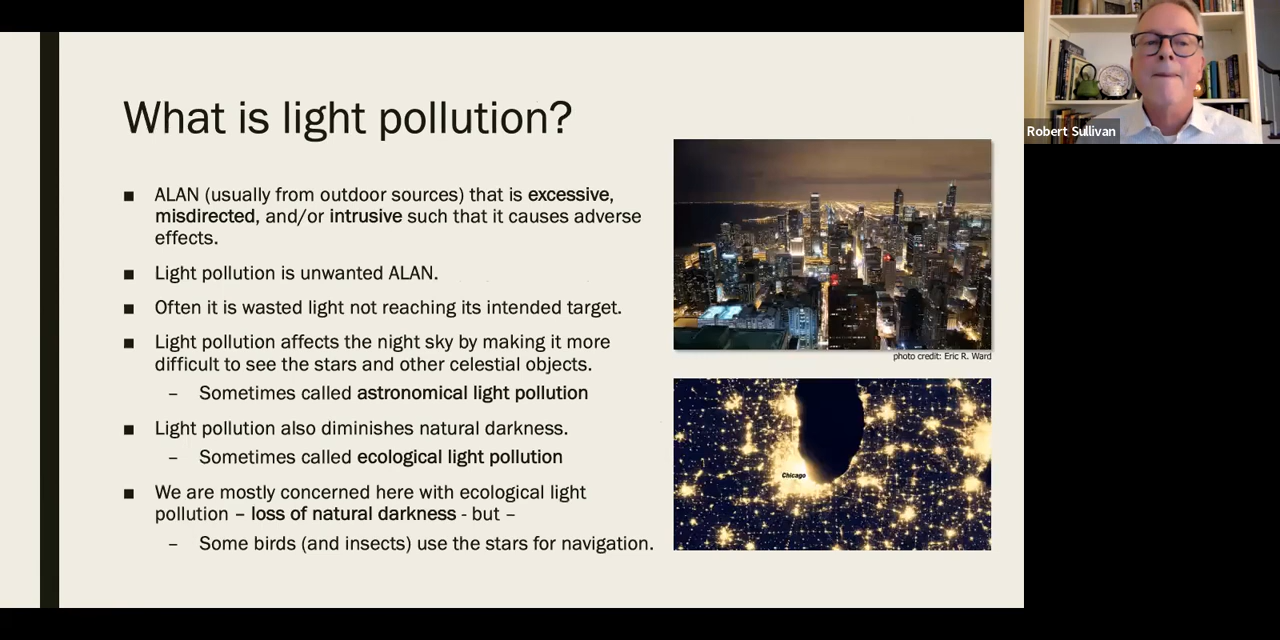 What is light pollution?
■ ALAN (usually from outdoor sources) that is excessive,
misdirected, and/or intrusive such that it causes adverse
effects.
■ Light pollution is unwanted ALAN.
■ Often it is wasted light not reaching its intended target.
■ Light pollution affects the night sky by making it more
difficult to see the stars and other celestial objects.
– Sometimes called astronomical light pollution
■ Light pollution also diminishes natural darkness.
– Sometimes called ecological light pollution
■ We are mostly concerned here with ecological light
pollution – loss of natural darkness - but –
– Some birds (and insects) use the stars for navigation.
photo credit: Eric R. Ward
Chicago
Robert Sullivan